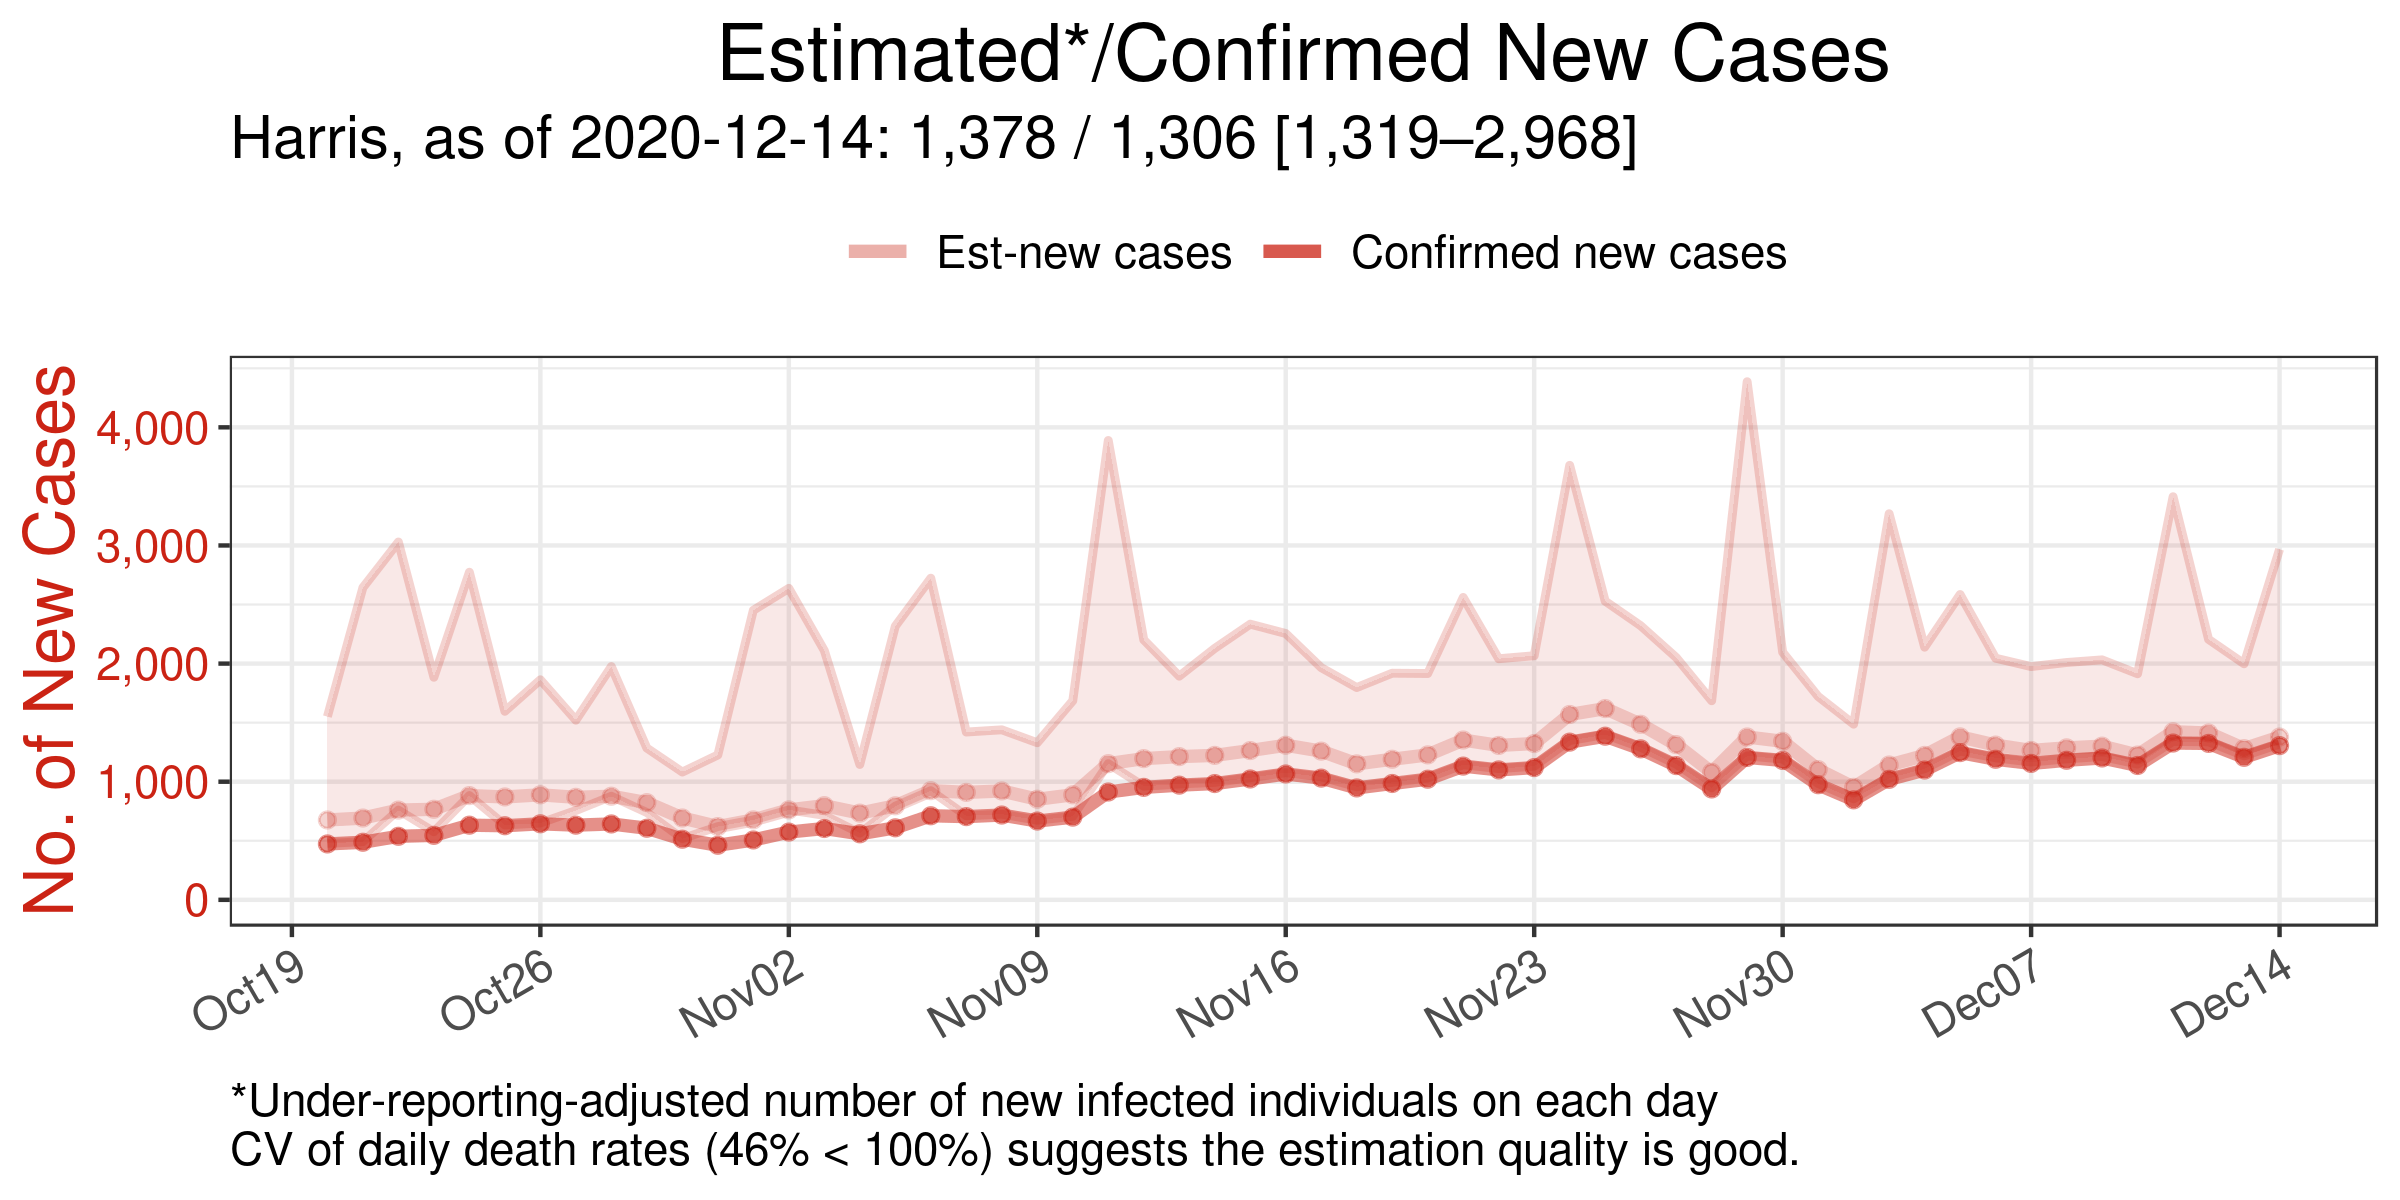 Estimated*/Confirmed New Cases
Harris, as of 2020-12-14: 1,378 / 1,306 [1,319–2,968]
Est-new cases
Confirmed new cases
No. of New Cases
4,000
3,000
2,000
1,000
0
Oct19
Oct26
Nov02
Nov09
Nov16
Nov23
Nov30
Dec07
Dec14
*Under-reporting-adjusted number of new infected individuals on each day
CV of daily death rates (46% < 100%) suggests the estimation quality is good.